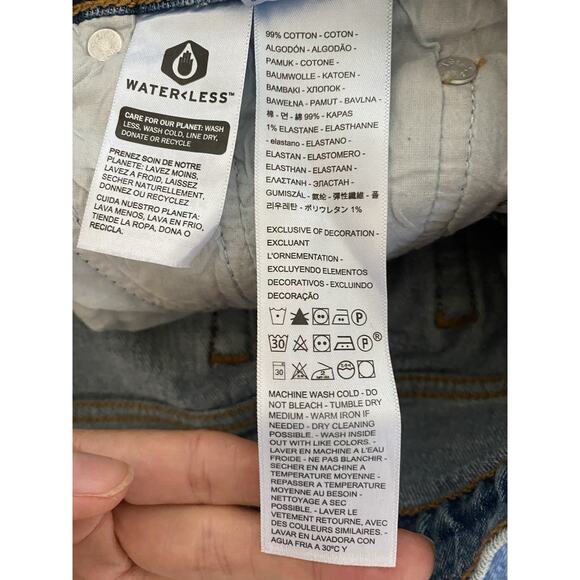 WATER<LESS™
CARE FOR OUR PLANET: WASH
LESS, WASH COLD, LINE DRY,
DONATE OR RECYCLE
PRENEZ SOIN DE NOTRE
PLANETE: LAVEZ MOINS,
LAVEZ A FROID, LAISSEZ
SECHER NATURELLEMENT
DONNEZ OU RECYCLEZ
CUIDA NUESTRO PLANETA:
LAVA MENOS, LAVA EN FRIO,
TIENDE LA ROPA, DONA O
RECICLA.
99% COTTON - COTON -
ALGODÓN - ALGODÃO -
PAMUK - COTONE -
BAUMWOLLE - KATOEN -
BAMBAKI - ХЛОПОК -
BAWEŁNA - PAMUT - BAVLNA -
棉 - 면 - 綿 99% - KAPAS
1% ELASTANE - ELASTHANNE
- elastano - ELASTANO -
ELASTAN - ELASTOMERO -
ELASTHAN - ELASTAAN -
ΕΛΑΣΤΑΝΗ - ЭЛАСТАН -
GUMISZÁL - 氨纶 - 彈性纖維 - 폴
리우레탄 - ポリウレタン 1%
EXCLUSIVE OF DECORATION -
EXCLUANT
L'ORNEMENTATION -
EXCLUYENDO ELEMENTOS
DECORATIVOS - EXCLUINDO
DECORAÇÃO
P
30 P®
30
MACHINE WASH COLD - DO
NOT BLEACH - TUMBLE DRY
MEDIUM - WARM IRON IF
NEEDED - DRY CLEANING
POSSIBLE. - WASH INSIDE
OUT WITH LIKE COLORS. -
LAVER EN MACHINE A L'EAU
FROIDE - NE PAS BLANCHIR -
SECHER EN MACHINE A
TEMPERATURE MOYENNE -
REPASSER A TEMPERATURE
MOYENNE AU BESOIN -
NETTOYAGE A SEC
POSSIBLE. - LAVER LE
VETEMENT RETOURNE, AVEC
DES COULEURS SIMILAIRES. -
LAVAR EN LAVADORA CON
AGUA FRIA A 30ºC Y